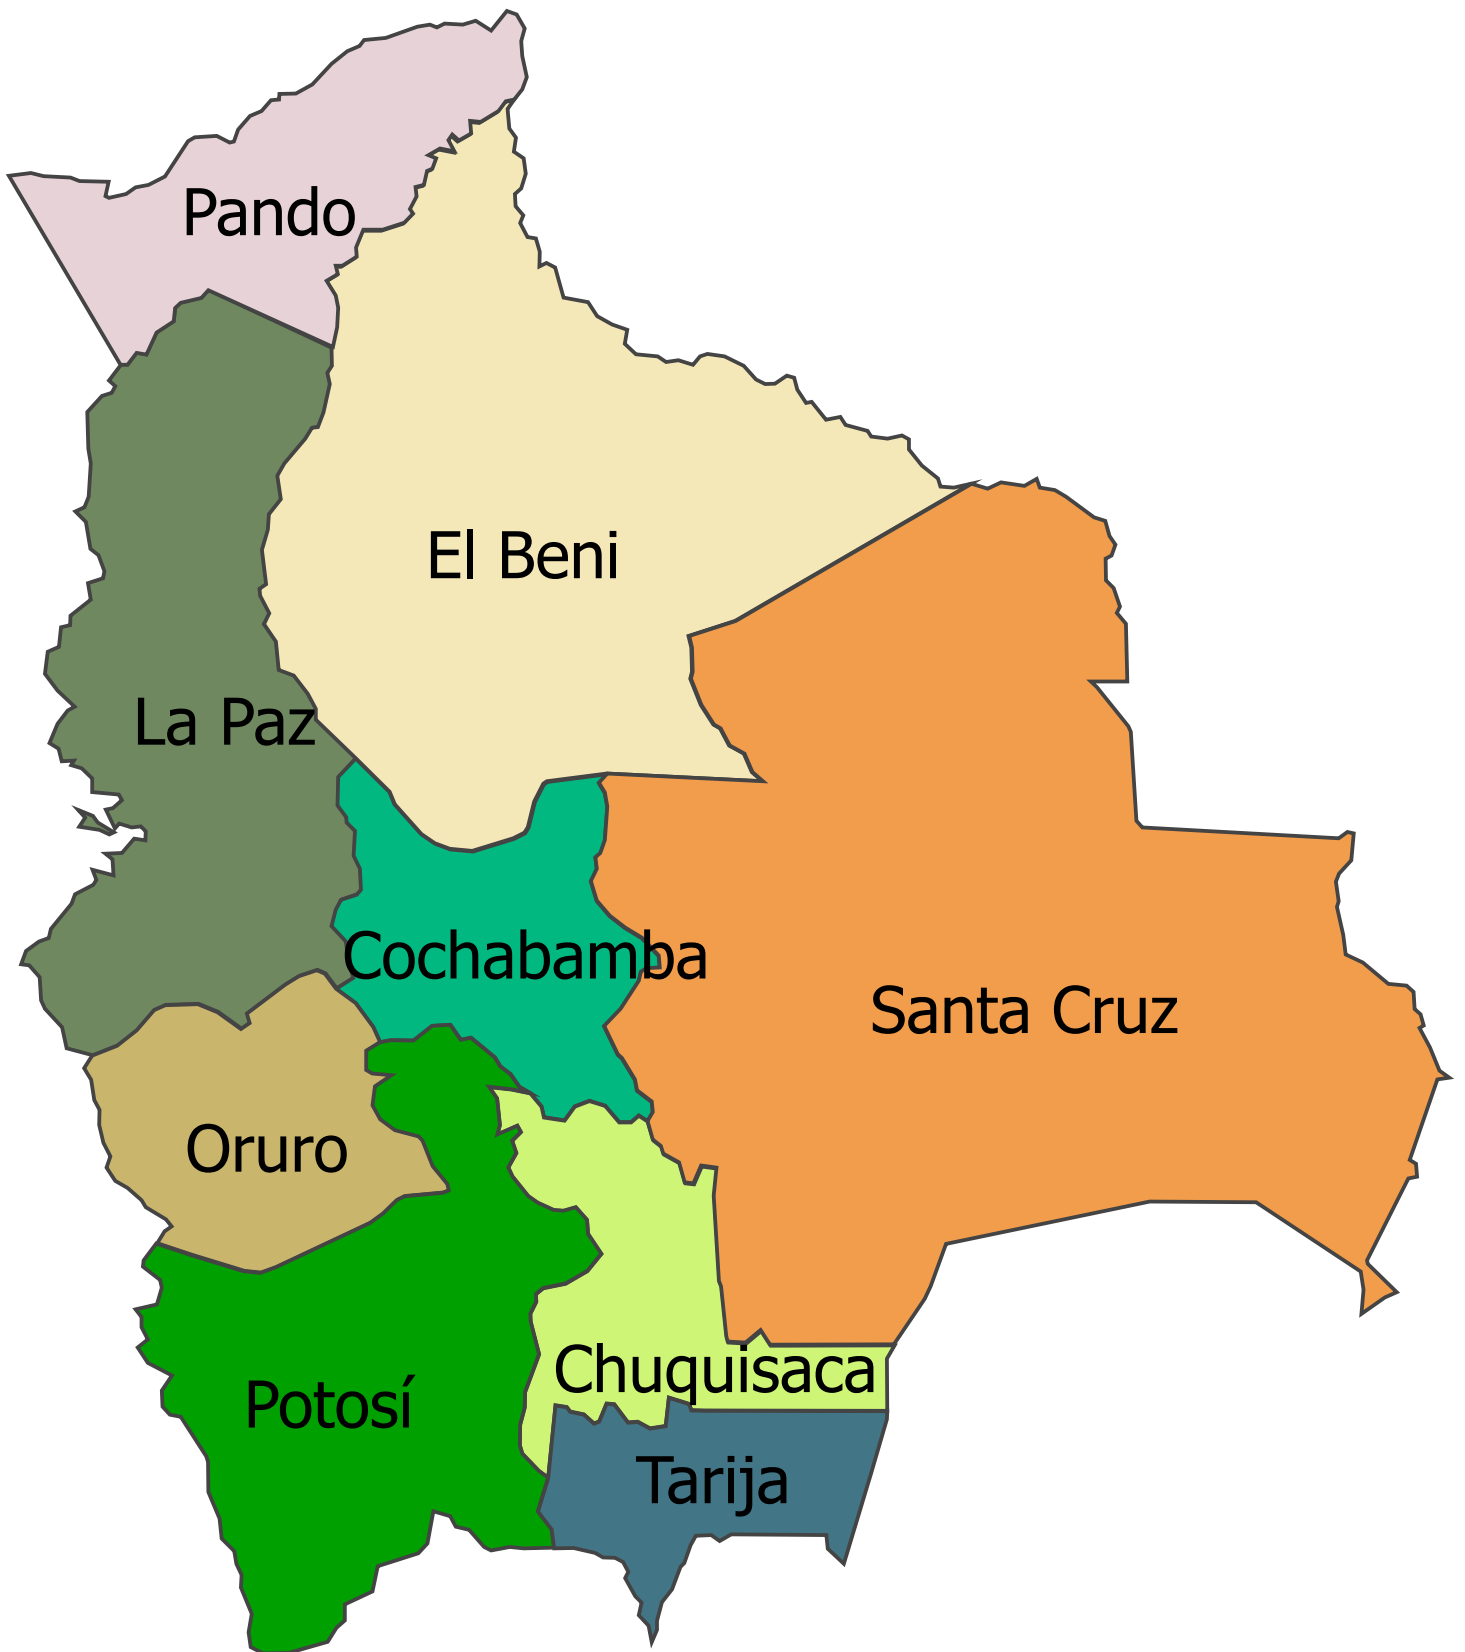 Pando
El Beni
La Paz
Cochabamba
Santa Cruz
Oruro
Chuquisaca
Potosí
Tarija